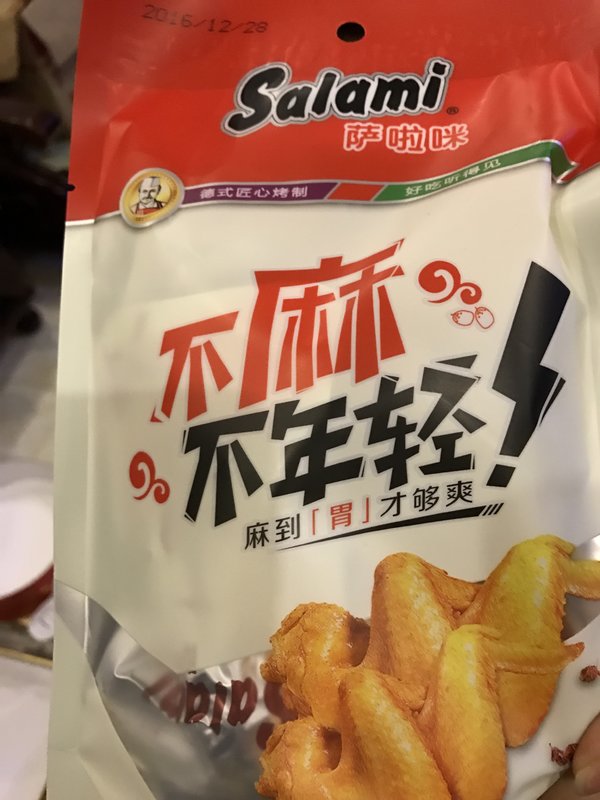 2016/12/28
Salami®
萨啦咪
德式匠心烤制
好吃听得见
不麻
不年轻!
麻到「胃」才够爽
Salami